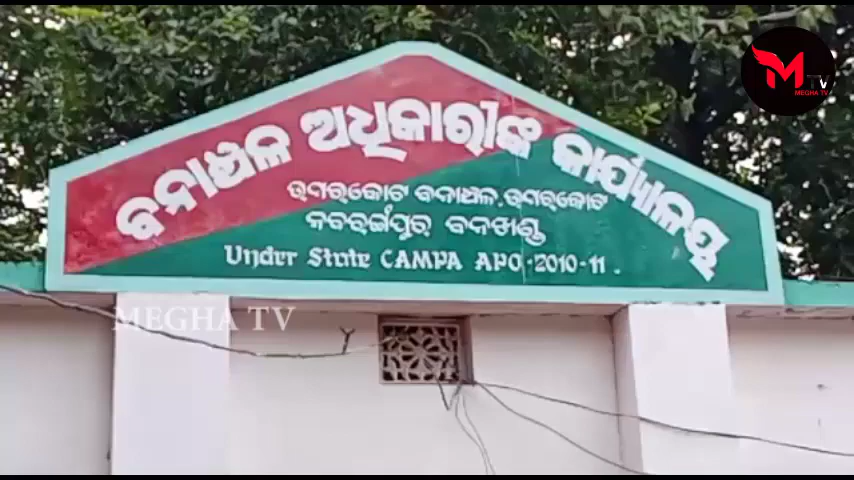 ବନାଞ୍ଚଳ ଅଧିକାରୀଙ୍କ କାର୍ଯ୍ୟାଳୟ
ଉମରକୋଟ ବନାଞ୍ଚଳ, ଉମରକୋଟ
ନବରଙ୍ଗପୁର ବନଖଣ୍ଡ
Under State CAMPA APO-2010-11.
MEGHA TV
M TV
MEGHA TV